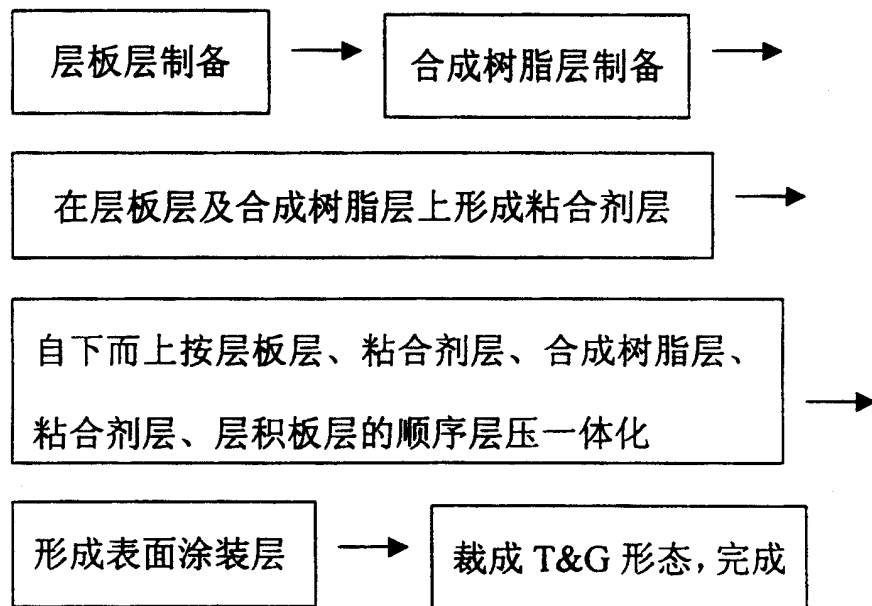 层板层制备
合成树脂层制备
在层板层及合成树脂层上形成粘合剂层
自下而上按层板层、粘合剂层、合成树脂层、
粘合剂层、层积板层的顺序层压一体化
形成表面涂装层
裁成 T&G 形态,完成